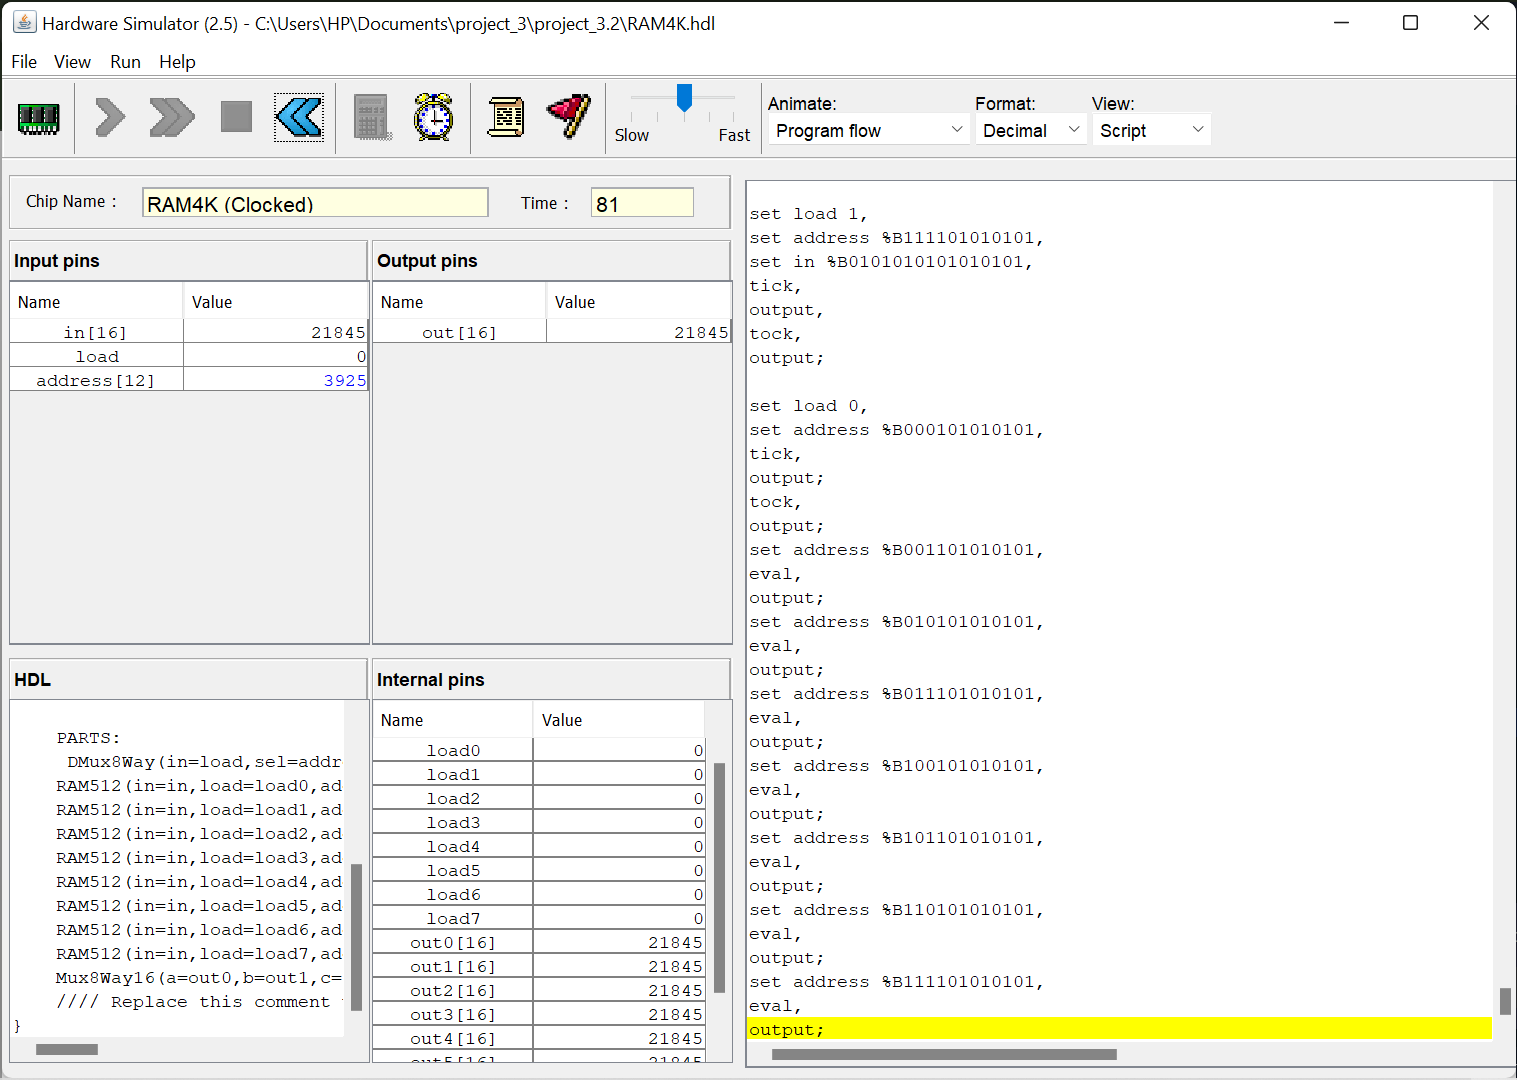 Hardware Simulator (2.5) - C:\Users\HP\Documents\project_3\project_3.2\RAM4K.hdl
File View Run Help
Slow Fast
Animate: Format: View:
Program flow Decimal Script
Chip Name : RAM4K (Clocked) Time : 81
Input pins
Name Value
in[16] 21845
load 0
address[12] 3925
Output pins
Name Value
out[16] 21845
HDL
PARTS:
DMux8Way(in=load,sel=addr
RAM512(in=in,load=load0,ad
RAM512(in=in,load=load1,ad
RAM512(in=in,load=load2,ad
RAM512(in=in,load=load3,ad
RAM512(in=in,load=load4,ad
RAM512(in=in,load=load5,ad
RAM512(in=in,load=load6,ad
RAM512(in=in,load=load7,ad
Mux8Way16(a=out0,b=out1,c=
//// Replace this comment
}
Internal pins
Name Value
load0 0
load1 0
load2 0
load3 0
load4 0
load5 0
load6 0
load7 0
out0[16] 21845
out1[16] 21845
out2[16] 21845
out3[16] 21845
out4[16] 21845
out5[16] 21845
set load 1,
set address %B111101010101,
set in %B0101010101010101,
tick,
output,
tock,
output;
set load 0,
set address %B000101010101,
tick,
output;
tock,
output;
set address %B001101010101,
eval,
output;
set address %B010101010101,
eval,
output;
set address %B011101010101,
eval,
output;
set address %B100101010101,
eval,
output;
set address %B101101010101,
eval,
output;
set address %B110101010101,
eval,
output;
set address %B111101010101,
eval,
output;